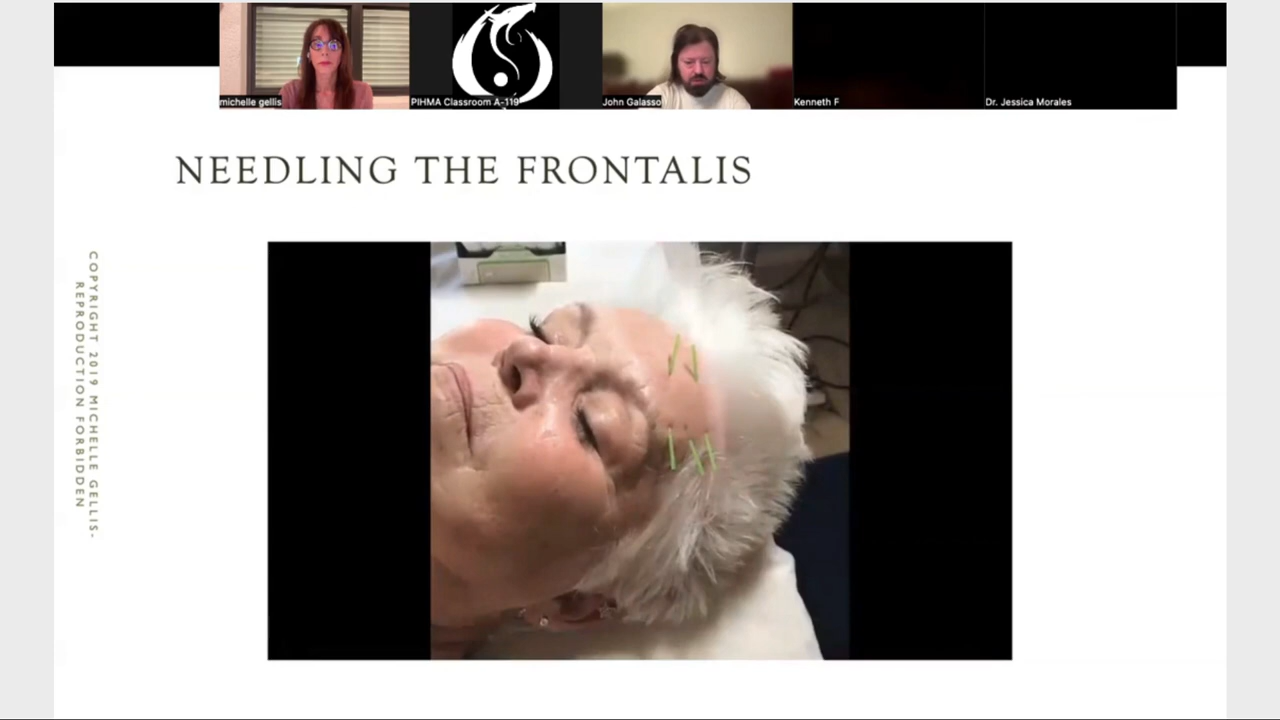 michelle gellis
PIHMA Classroom A-119
John Galasso
Kenneth F
Dr. Jessica Morales
NEEDLING THE FRONTALIS
COPYRIGHT 2019 MICHELLE GELLIS-
REPRODUCTION FORBIDDEN